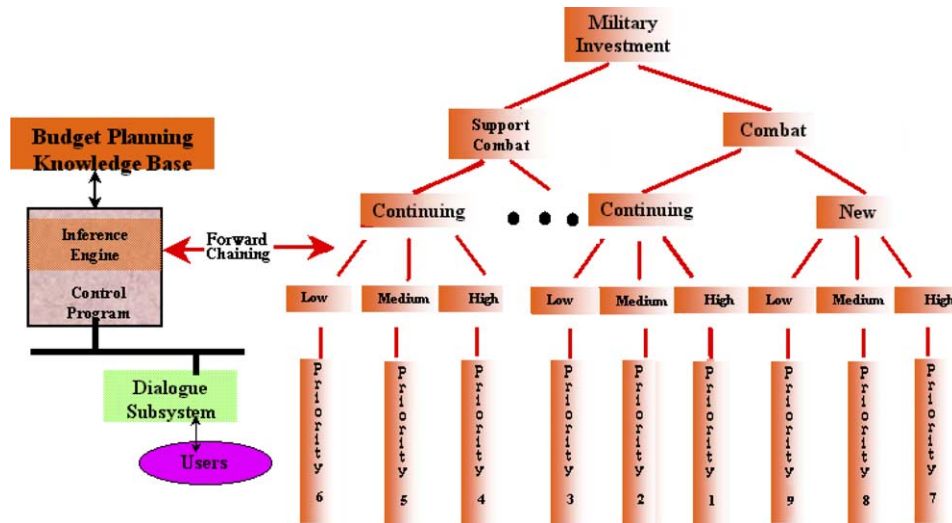 Military
Investment
Support
Combat
Combat
Budget Planning
Knowledge Base
Continuing
Continuing
New
Inference
Engine
Forward
Chaining
Control
Program
Low
Medium
High
Low
Medium
High
Low
Medium
High
Dialogue
Subsystem
Users
Priority
6
Priority
5
Priority
4
Priority
3
Priority
2
Priority
1
Priority
9
Priority
8
Priority
7